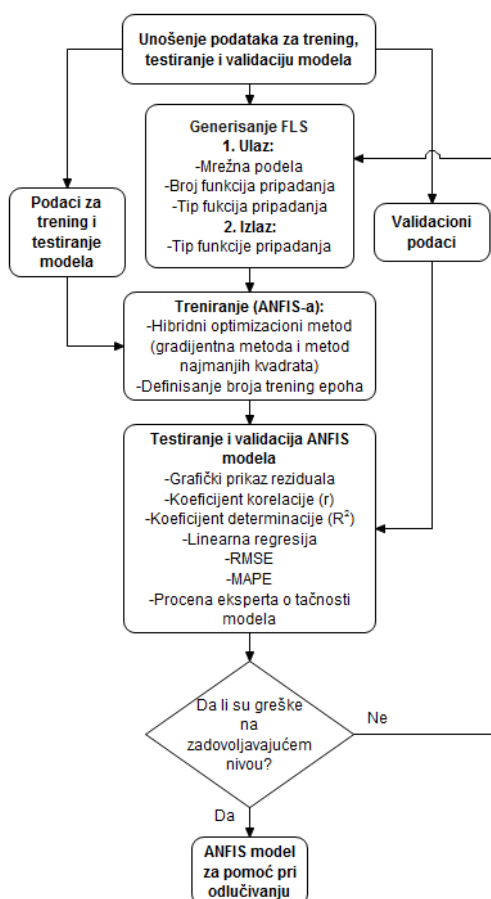 Unošenje podataka za trening,
testiranje i validaciju modela
Generisanje FLS
1. Ulaz:
-Mrežna podela
-Broj funkcija pripadanja
-Tip fukcija pripadanja
2. Izlaz:
-Tip funkcije pripadanja
Podaci za
trening i
testiranje
modela
Validacioni
podaci
Treniranje (ANFIS-a):
-Hibridni optimizacioni metod
(gradijentna metoda i metod
najmanjih kvadrata)
-Definisanje broja trening epoha
Testiranje i validacija ANFIS
modela
-Grafički prikaz reziduala
-Koeficijent korelacije (r)
-Koeficijent determinacije (R²)
-Linearna regresija
-RMSE
-MAPE
-Procena eksperta o tačnosti
modela
Da li su greške
na
zadovoljavajućem
nivou?
Ne
Da
ANFIS model
za pomoć pri
odlučivanju